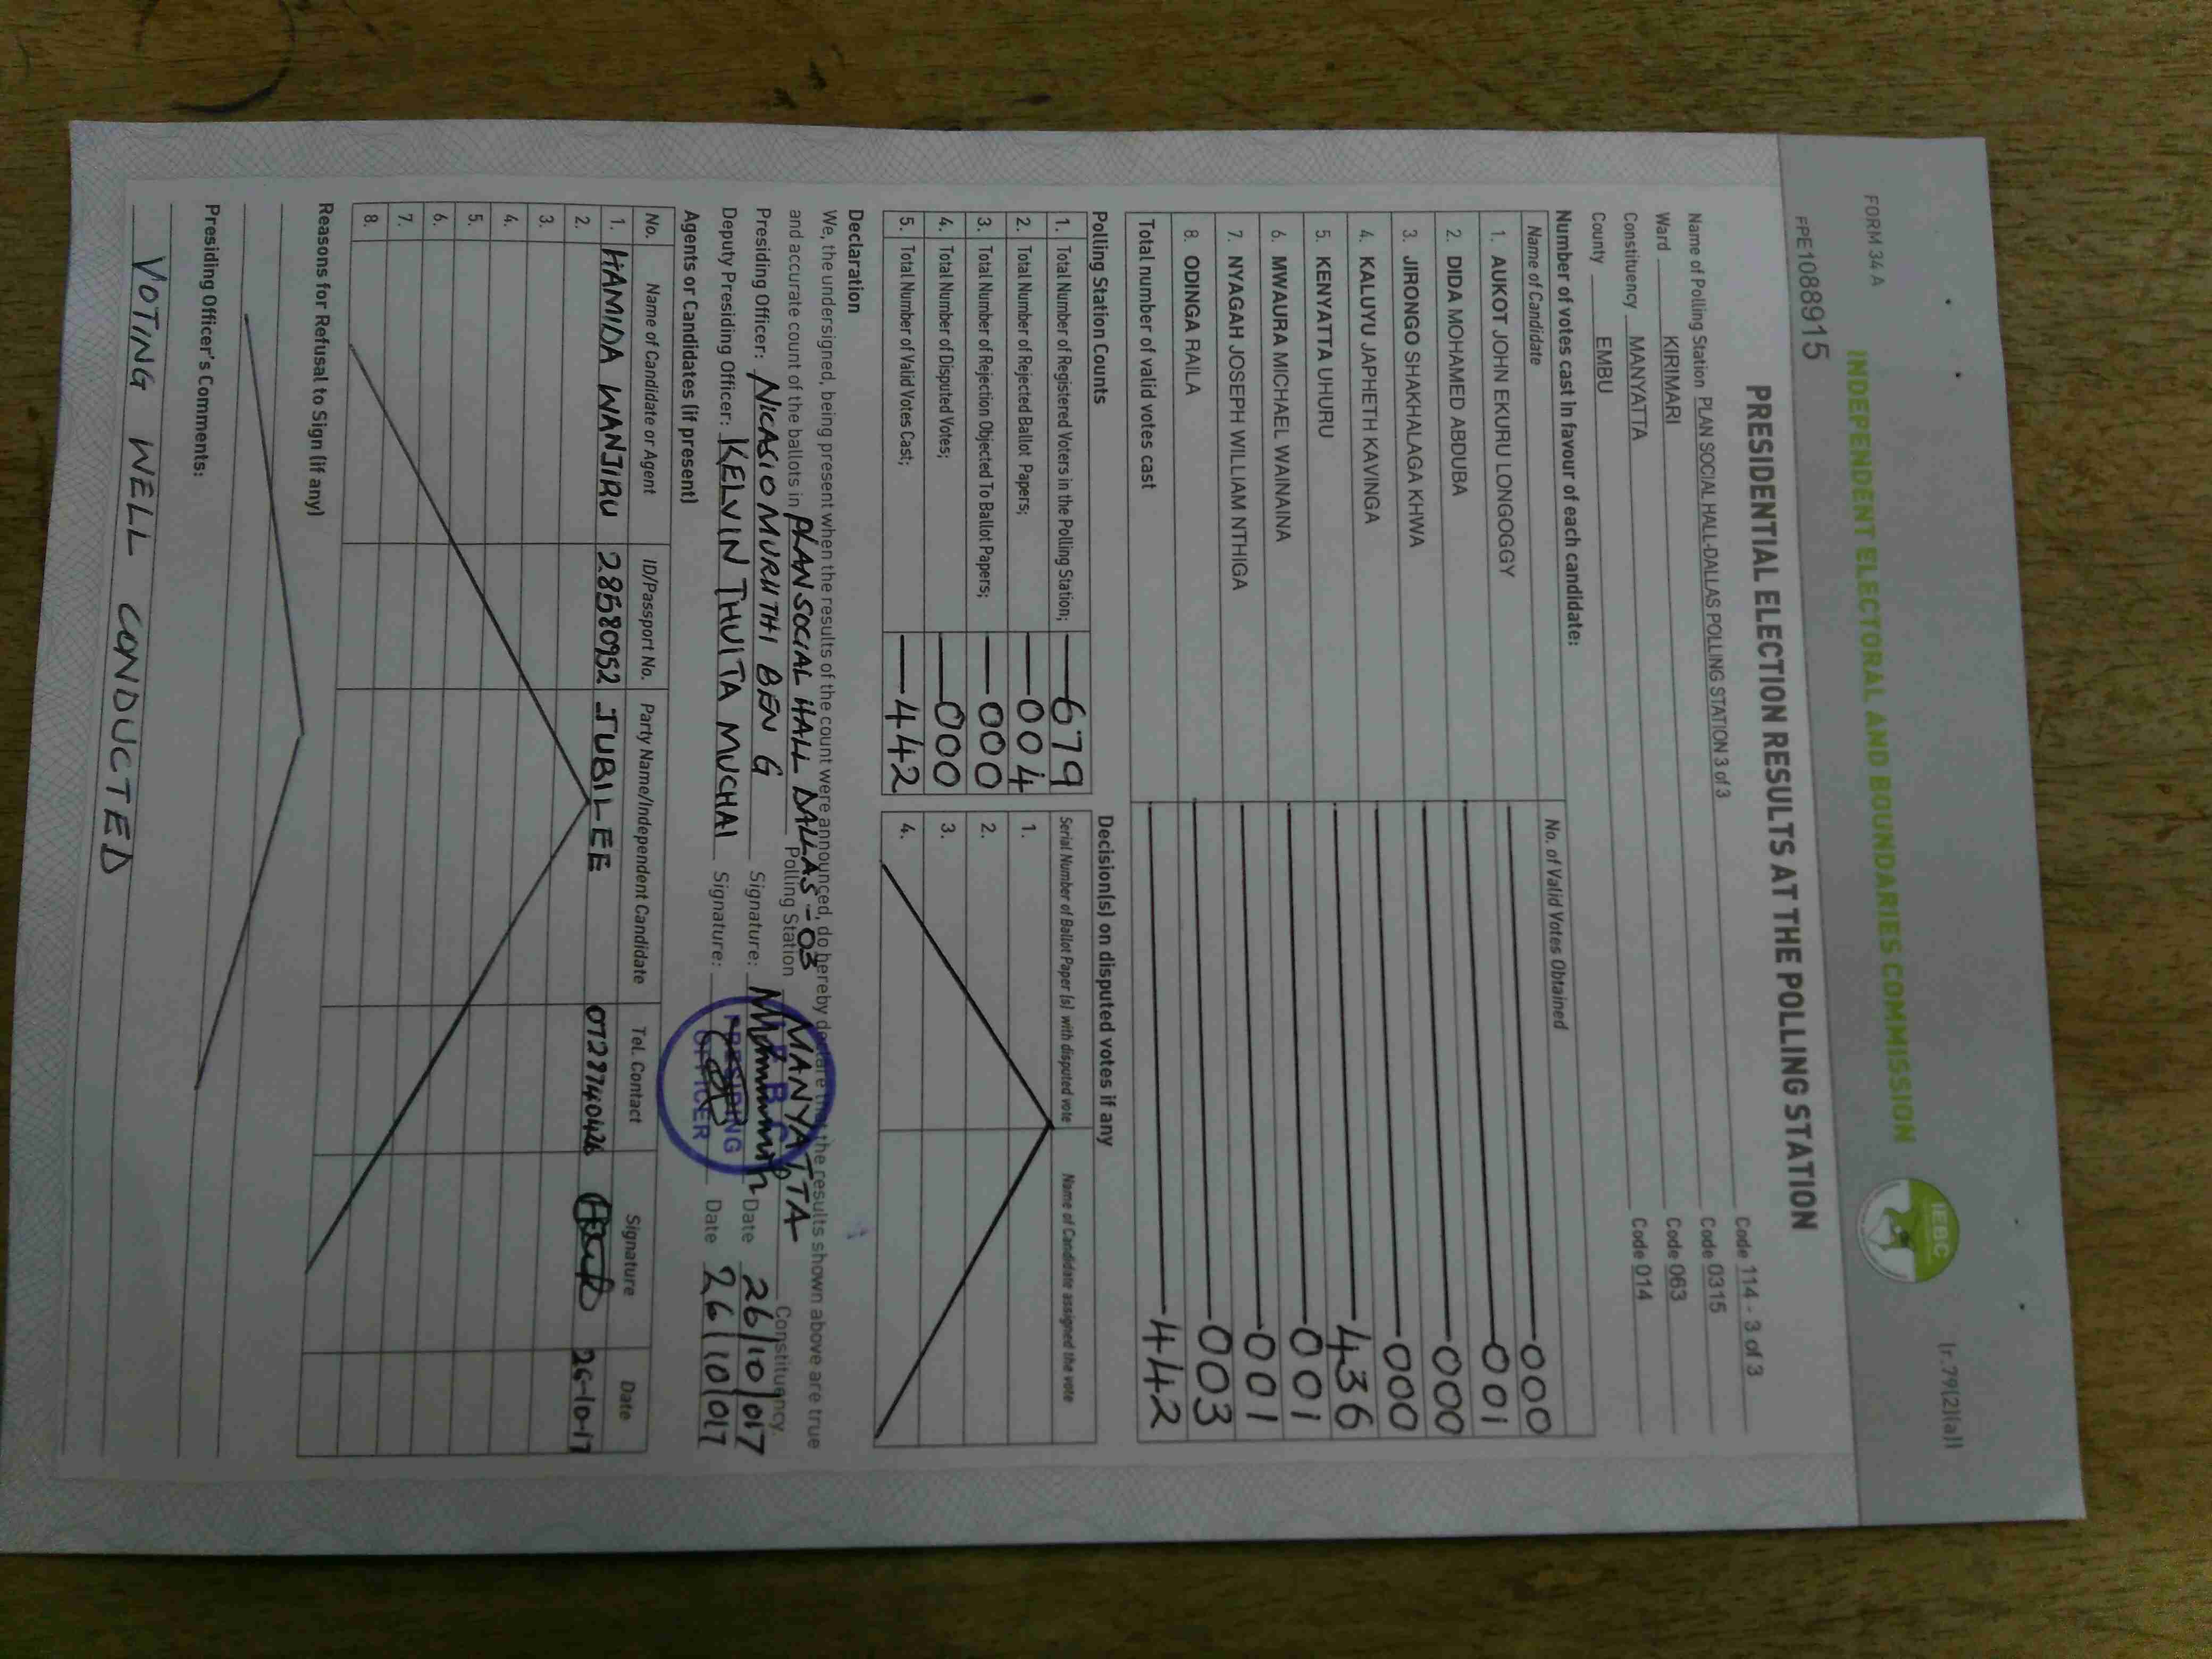 FORM 34 A
(r.79(2)(a))
INDEPENDENT ELECTORAL AND BOUNDARIES COMMISSION
IEBC
FPE1088915
PRESIDENTIAL ELECTION RESULTS AT THE POLLING STATION
Name of Polling Station PLAN SOCIAL HALL-DALLAS POLLING STATION 3 of 3 Code 114 - 3 of 3
Ward KIRIMARI Code 0315
Constituency MANYATTA Code 063
County EMBU Code 014
Number of votes cast in favour of each candidate:
Name of Candidate No. of Valid Votes Obtained
1. AUKOT JOHN EKURU LONGOGGY 000
2. DIDA MOHAMED ABDUBA 001
3. JIRONGO SHAKHALAGA KHWA 000
4. KALUYU JAPHETH KAVINGA 000
5. KENYATTA UHURU 436
6. MWAURA MICHAEL WAINAINA 001
7. NYAGAH JOSEPH WILLIAM NTHIGA 001
8. ODINGA RAILA 003
Total number of valid votes cast 442
Polling Station Counts
1. Total Number of Registered Voters in the Polling Station; 679
2. Total Number of Rejected Ballot Papers; 004
3. Total Number of Rejection Objected To Ballot Papers; 000
4. Total Number of Disputed Votes; 000
5. Total Number of Valid Votes Cast; 442
Decision(s) on disputed votes if any
Serial Number of Ballot Paper (s) with disputed vote Name of Candidate assigned the vote
1.
2.
3.
4.
Declaration
We, the undersigned, being present when the results of the count were announced, do hereby declare that the results shown above are true
and accurate count of the ballots in PLAN SOCIAL HALL DALLAS-03 Polling Station MANYATTA Constituency
Presiding Officer: NICASIO MURIITHI BEN G Signature: Date 26/10/017
Deputy Presiding Officer: KELVIN THUITA MUCHAI Signature: Date 26/10/017
IEBC
PRESIDING
OFFICER
Agents or Candidates (if present)
No. Name of Candidate or Agent ID/Passport No. Party Name/Independent Candidate Tel. Contact Signature Date
1. HAMIDA WANJIRU 28580952 JUBILEE 0727740426 26-10-17
2.
3.
4.
5.
6.
7.
8.
Reasons for Refusal to Sign (if any)
Presiding Officer's Comments:
VOTING WELL CONDUCTED